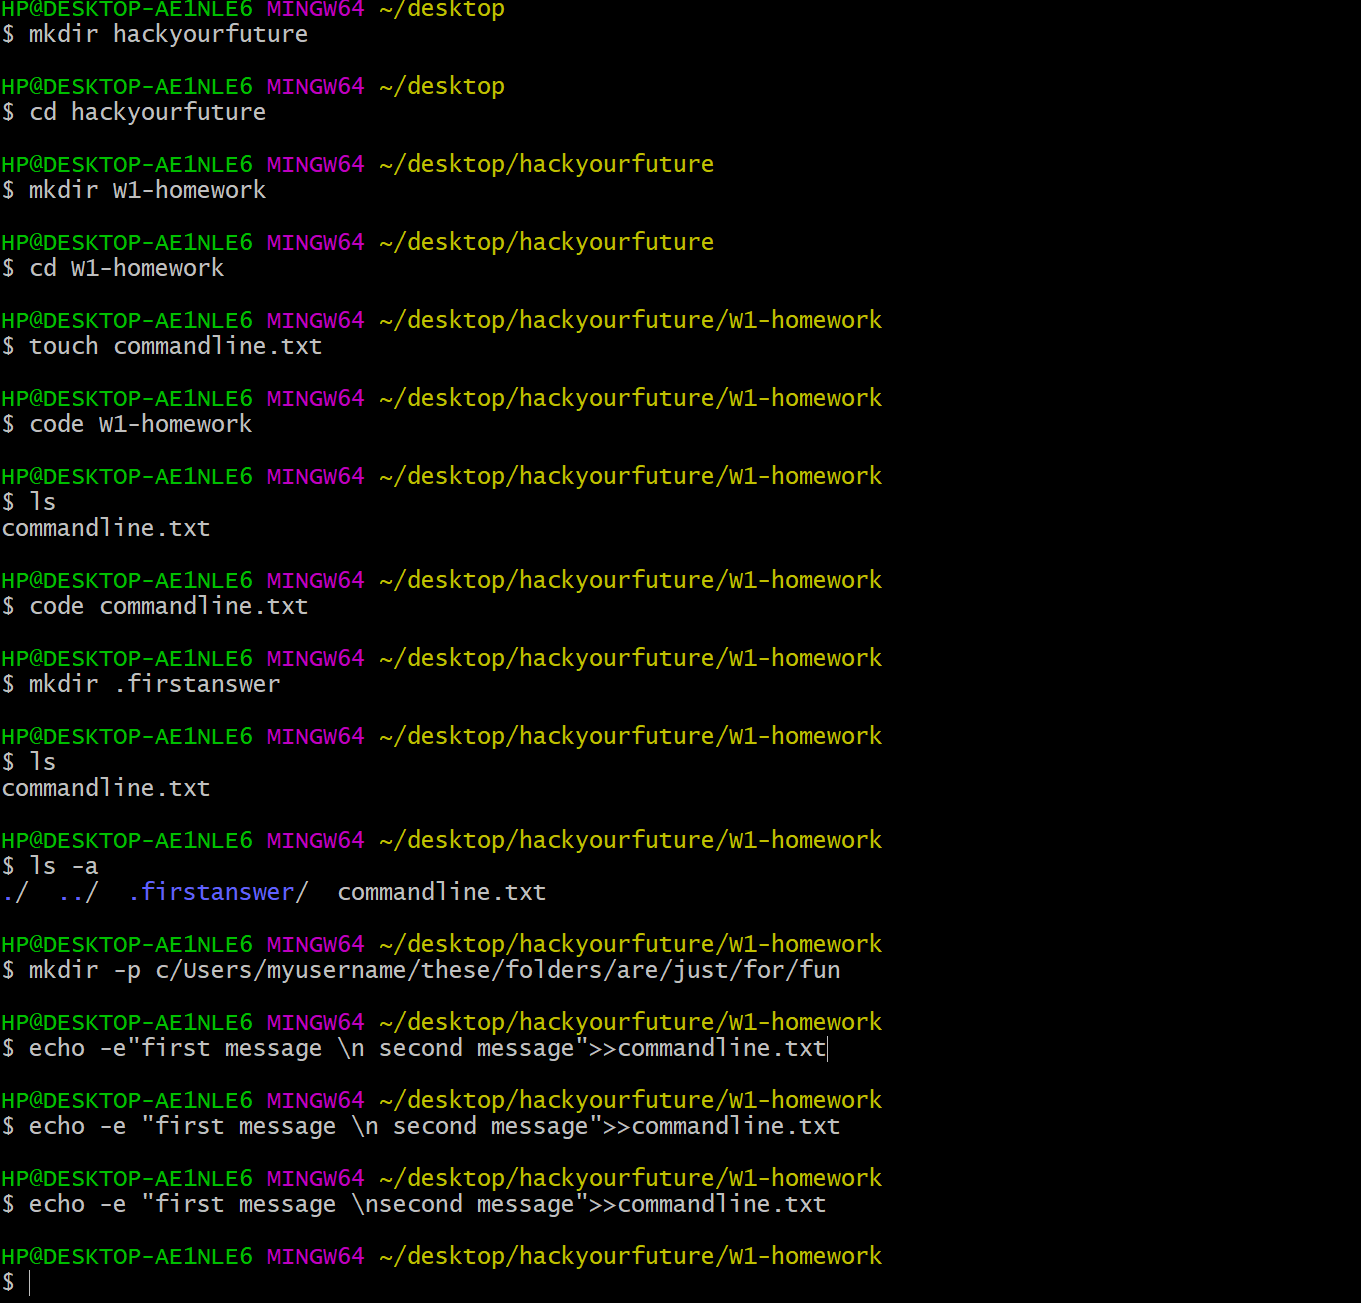 HP@DESKTOP-AE1NLE6 MINGW64 ~/desktop
$ mkdir hackyourfuture
HP@DESKTOP-AE1NLE6 MINGW64 ~/desktop
$ cd hackyourfuture
HP@DESKTOP-AE1NLE6 MINGW64 ~/desktop/hackyourfuture
$ mkdir W1-homework
HP@DESKTOP-AE1NLE6 MINGW64 ~/desktop/hackyourfuture
$ cd W1-homework
HP@DESKTOP-AE1NLE6 MINGW64 ~/desktop/hackyourfuture/W1-homework
$ touch commandline.txt
HP@DESKTOP-AE1NLE6 MINGW64 ~/desktop/hackyourfuture/W1-homework
$ code W1-homework
HP@DESKTOP-AE1NLE6 MINGW64 ~/desktop/hackyourfuture/W1-homework
$ ls
commandline.txt
HP@DESKTOP-AE1NLE6 MINGW64 ~/desktop/hackyourfuture/W1-homework
$ code commandline.txt
HP@DESKTOP-AE1NLE6 MINGW64 ~/desktop/hackyourfuture/W1-homework
$ mkdir .firstanswer
HP@DESKTOP-AE1NLE6 MINGW64 ~/desktop/hackyourfuture/W1-homework
$ ls
commandline.txt
HP@DESKTOP-AE1NLE6 MINGW64 ~/desktop/hackyourfuture/W1-homework
$ ls -a
./  ../  .firstanswer/  commandline.txt
HP@DESKTOP-AE1NLE6 MINGW64 ~/desktop/hackyourfuture/W1-homework
$ mkdir -p c/Users/myusername/these/folders/are/just/for/fun
HP@DESKTOP-AE1NLE6 MINGW64 ~/desktop/hackyourfuture/W1-homework
$ echo -e"first message \n second message">>commandline.txt
HP@DESKTOP-AE1NLE6 MINGW64 ~/desktop/hackyourfuture/W1-homework
$ echo -e "first message \n second message">>commandline.txt
HP@DESKTOP-AE1NLE6 MINGW64 ~/desktop/hackyourfuture/W1-homework
$ echo -e "first message \nsecond message">>commandline.txt
HP@DESKTOP-AE1NLE6 MINGW64 ~/desktop/hackyourfuture/W1-homework
$